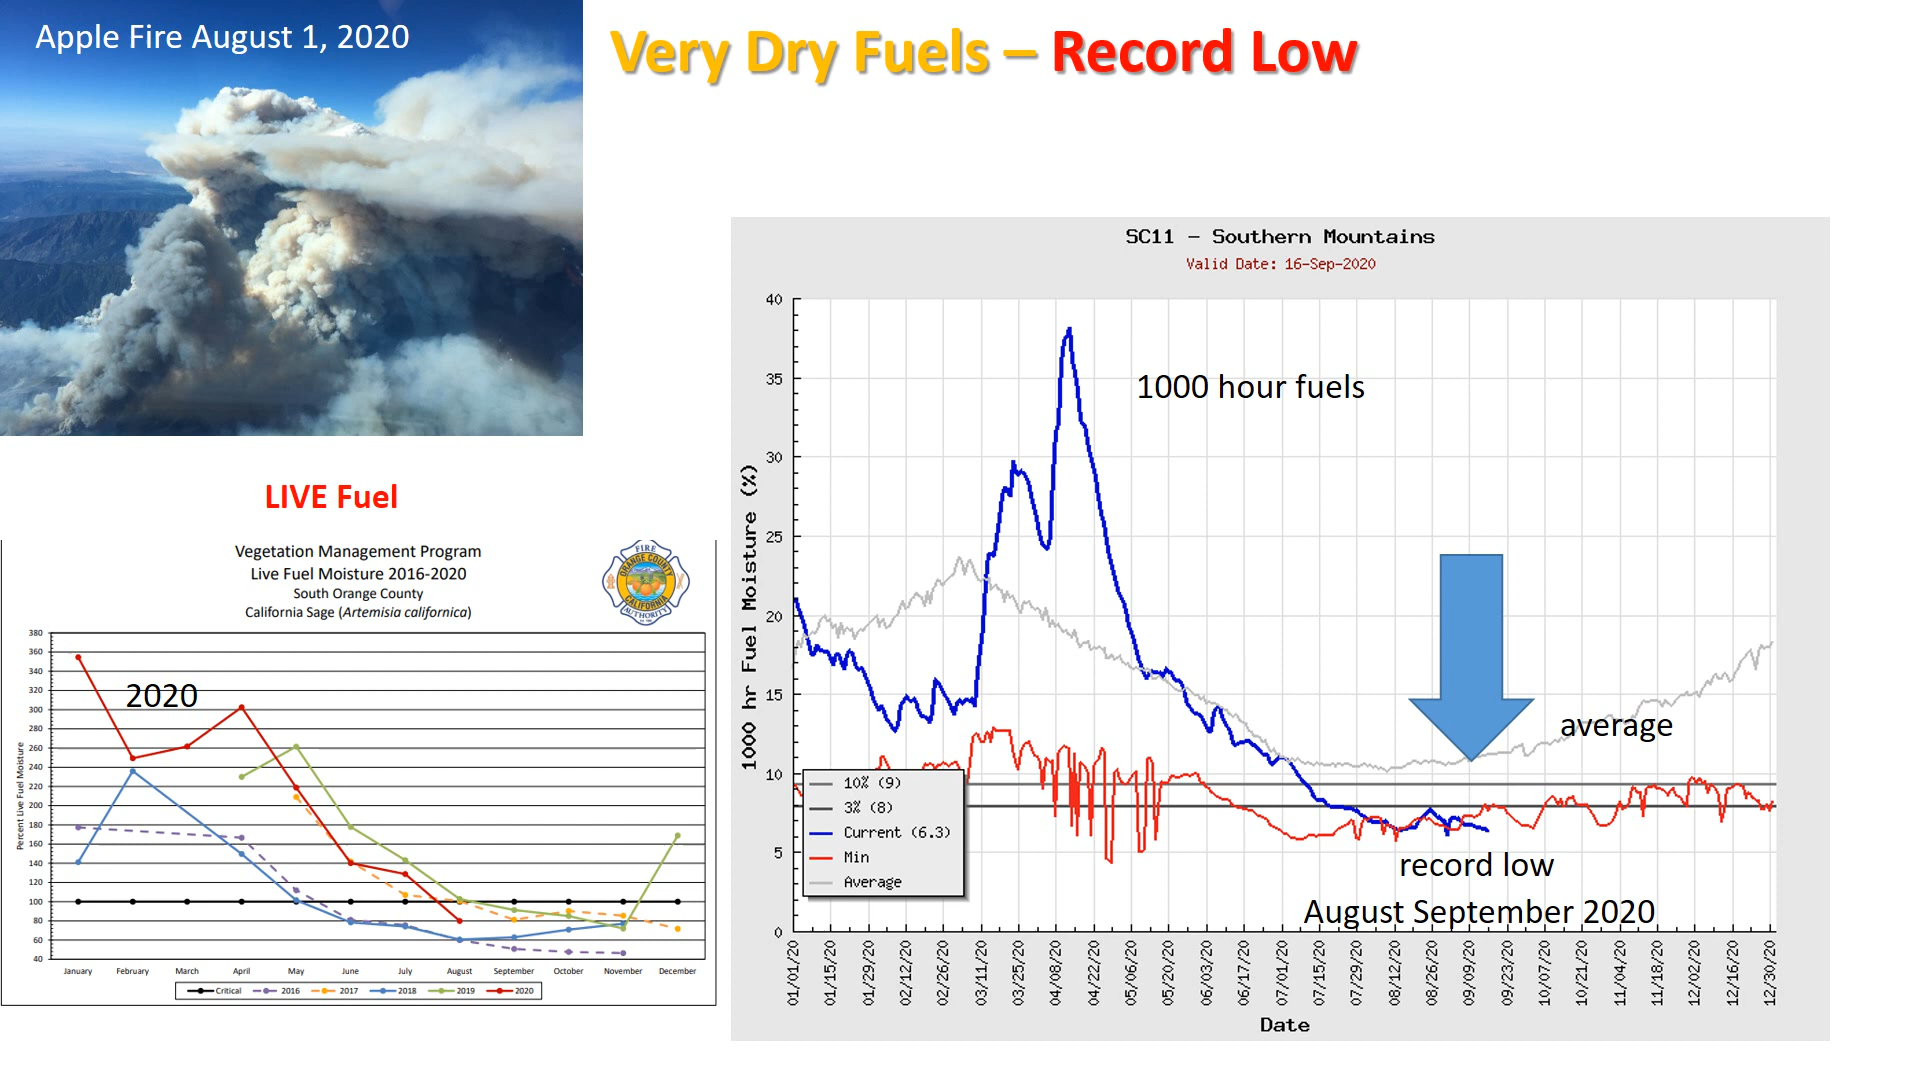 Apple Fire August 1, 2020
Very Dry Fuels – Record Low
LIVE Fuel
Vegetation Management Program
Live Fuel Moisture 2016-2020
South Orange County
California Sage (Artemisia californica)
FIRE
ORANGE COUNTY
CALIFORNIA
AUTHORITY
Percent Live Fuel Moisture
380
360
340
320
300
280
260
240
220
200
180
160
140
120
100
80
60
40
2020
January February March April May June July August September October November December
Critical 2016 2017 2018 2019 2020
SC11 - Southern Mountains
Valid Date: 16-Sep-2020
1000 hr Fuel Moisture (%)
40
35
30
25
20
15
10
5
0
1000 hour fuels
average
record low
August September 2020
10% (9)
3% (8)
Current (6.3)
Min
Average
01/01/20 01/15/20 01/29/20 02/12/20 02/26/20 03/11/20 03/25/20 04/08/20 04/22/20 05/06/20 05/20/20 06/03/20 06/17/20 07/01/20 07/15/20 07/29/20 08/12/20 08/26/20 09/09/20 09/23/20 10/07/20 10/21/20 11/04/20 11/18/20 12/02/20 12/16/20 12/30/20
Date